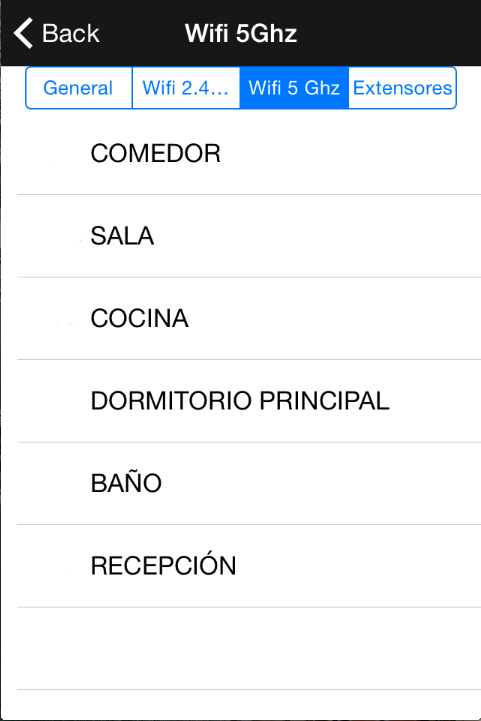 Back
Wifi 5Ghz
General Wifi 2.4... Wifi 5 Ghz Extensores
COMEDOR
SALA
COCINA
DORMITORIO PRINCIPAL
BAÑO
RECEPCIÓN